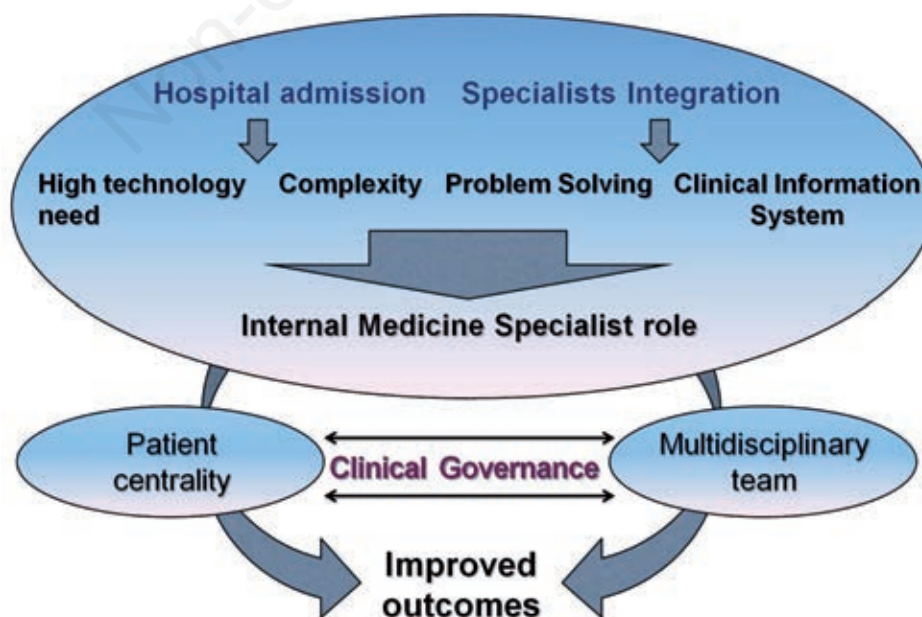 Hospital admission Specialists Integration
High technology need Complexity Problem Solving Clinical Information System
Internal Medicine Specialist role
Patient centrality
Clinical Governance
Multidisciplinary team
Improved
outcomes